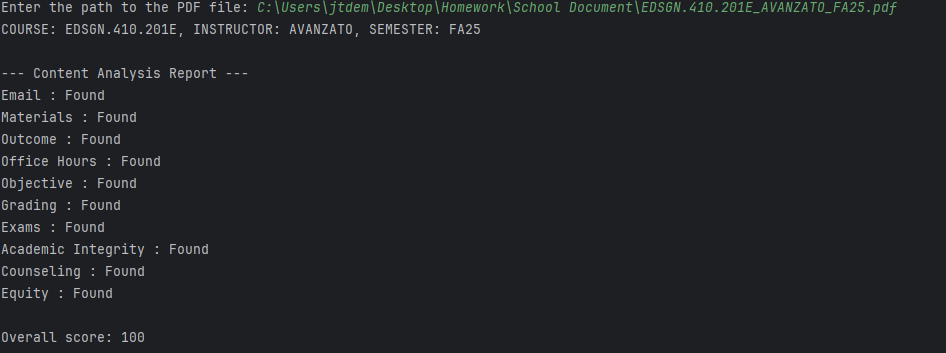 Enter the path to the PDF file: C:\Users\jtdem\Desktop\Homework\School Document\EDSGN.410.201E_AVANZATO_FA25.pdf
COURSE: EDSGN.410.201E, INSTRUCTOR: AVANZATO, SEMESTER: FA25
--- Content Analysis Report ---
Email : Found
Materials : Found
Outcome : Found
Office Hours : Found
Objective : Found
Grading : Found
Exams : Found
Academic Integrity : Found
Counseling : Found
Equity : Found
Overall score: 100